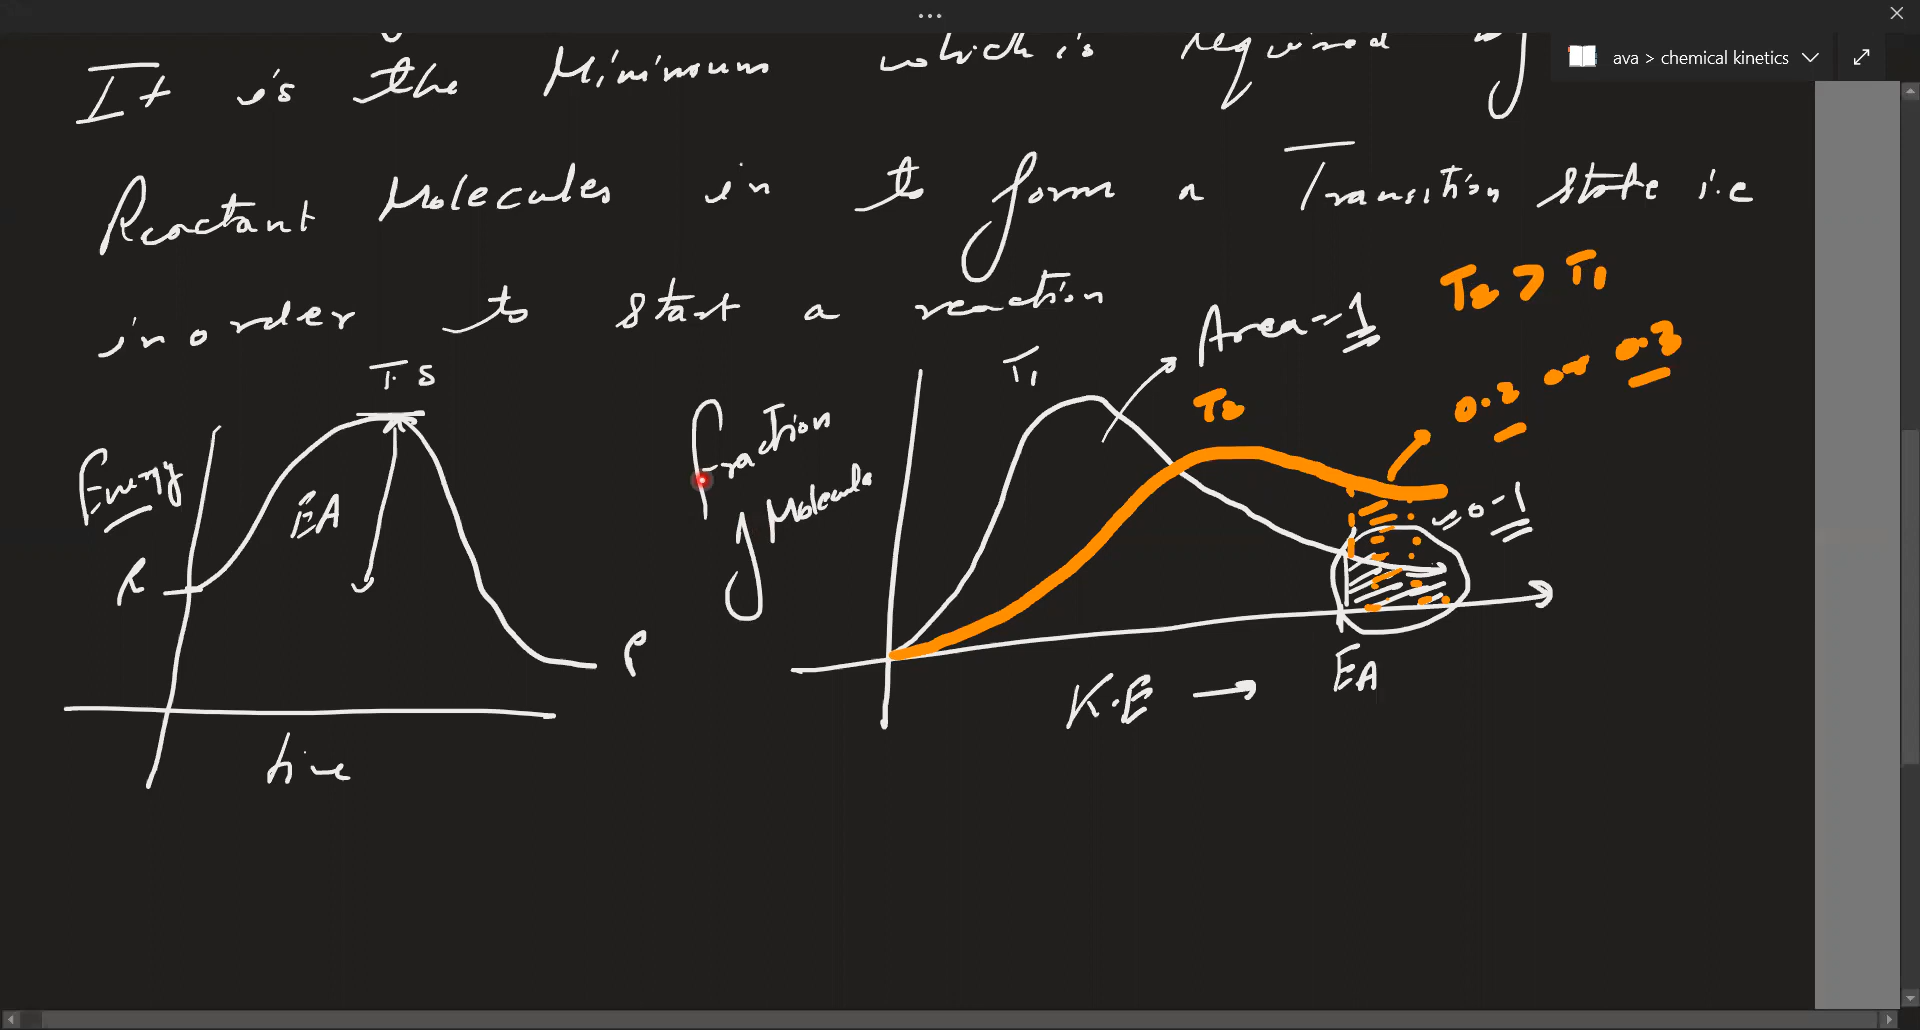 ava > chemical kinetics
It is the Minimum which is required by
Reactant Molecules in to form a Transition state i.e
in order to start a reaction
T2 > T1
Area = 1
T.S
T1
T2
0.2 or 0.3
Energy
fraction
of Molecule
EA
= 0.1
R
P
EA
K.E →
time